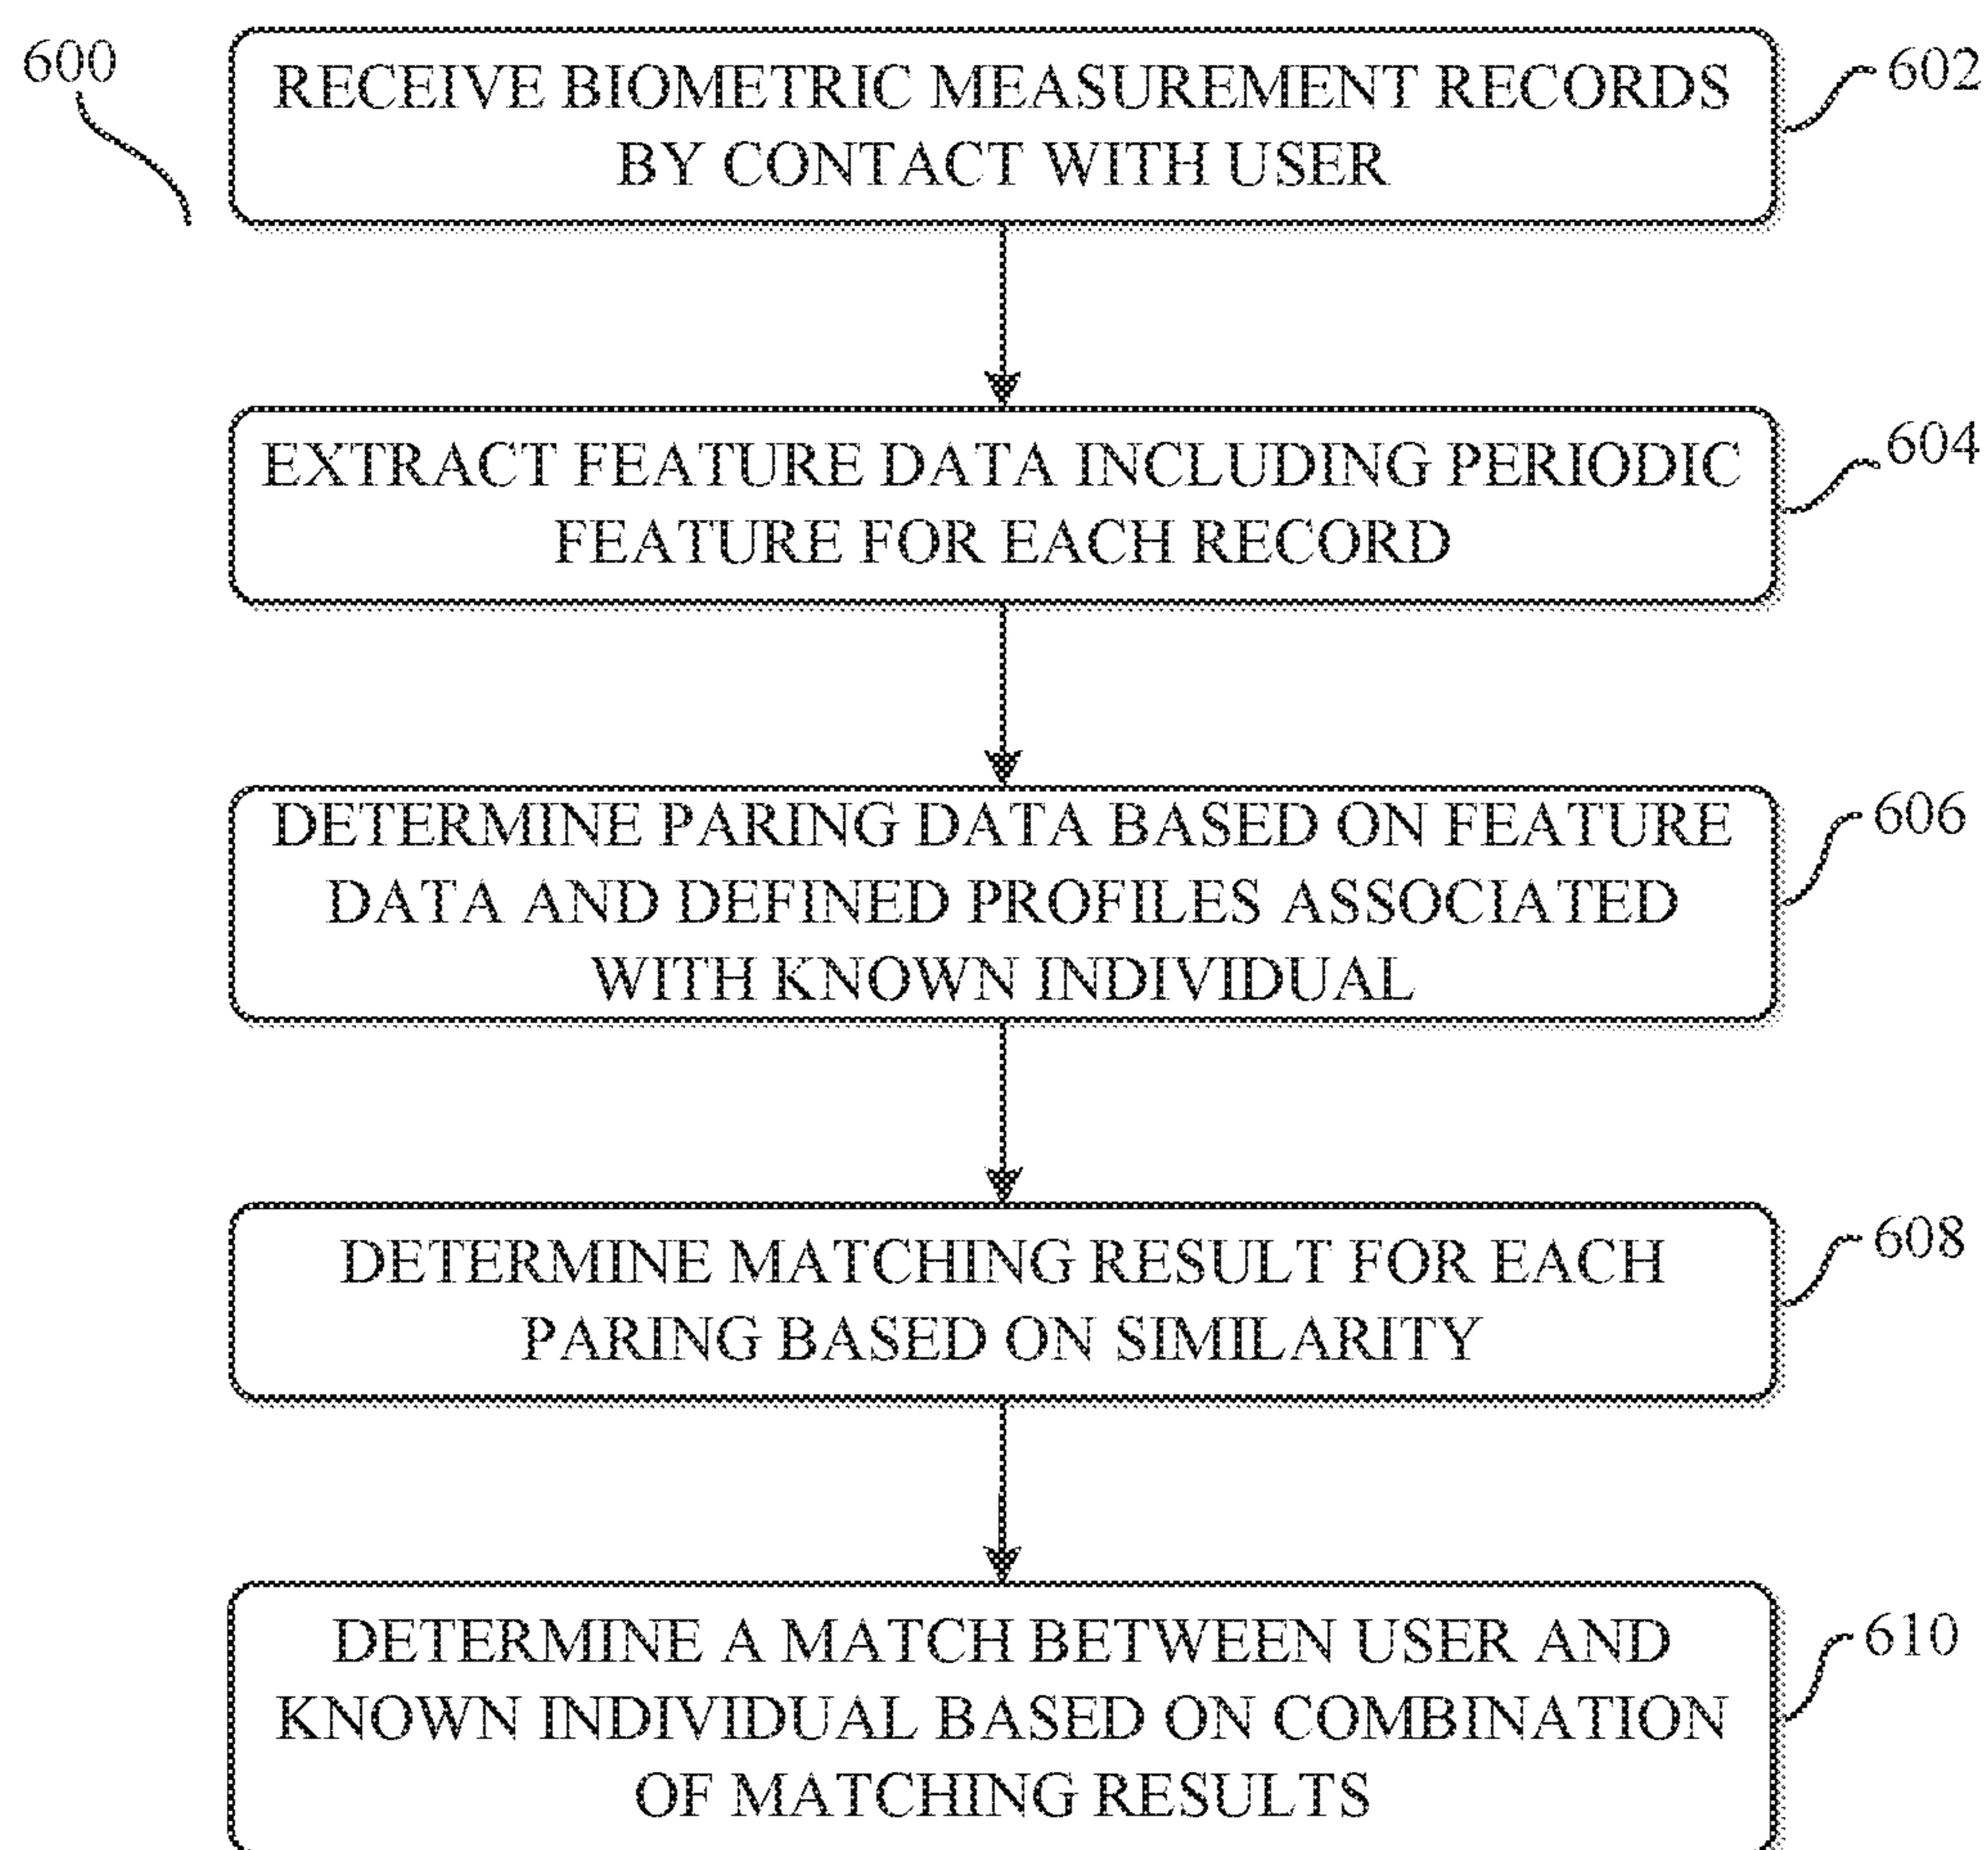 600
RECEIVE BIOMETRIC MEASUREMENT RECORDS
BY CONTACT WITH USER
602
EXTRACT FEATURE DATA INCLUDING PERIODIC
FEATURE FOR EACH RECORD
604
DETERMINE PARING DATA BASED ON FEATURE
DATA AND DEFINED PROFILES ASSOCIATED
WITH KNOWN INDIVIDUAL
606
DETERMINE MATCHING RESULT FOR EACH
PARING BASED ON SIMILARITY
608
DETERMINE A MATCH BETWEEN USER AND
KNOWN INDIVIDUAL BASED ON COMBINATION
OF MATCHING RESULTS
610